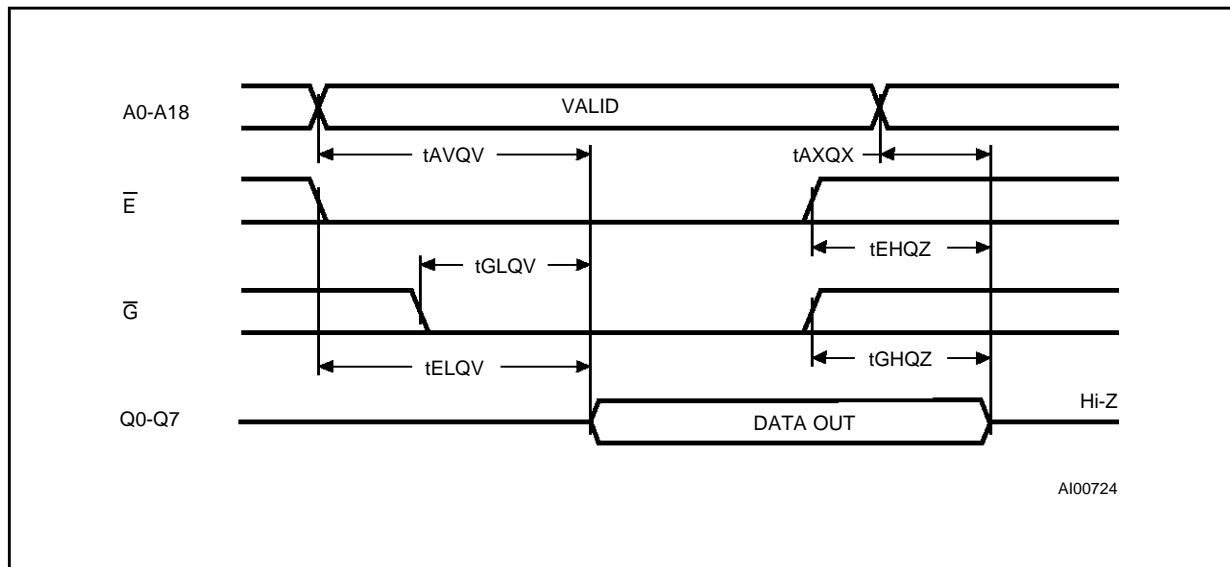 A0-A18
VALID
tAVQV
tAXQX
E̅
tEHQZ
tGLQV
G̅
tGHQZ
tELQV
Q0-Q7
DATA OUT
Hi-Z
AI00724